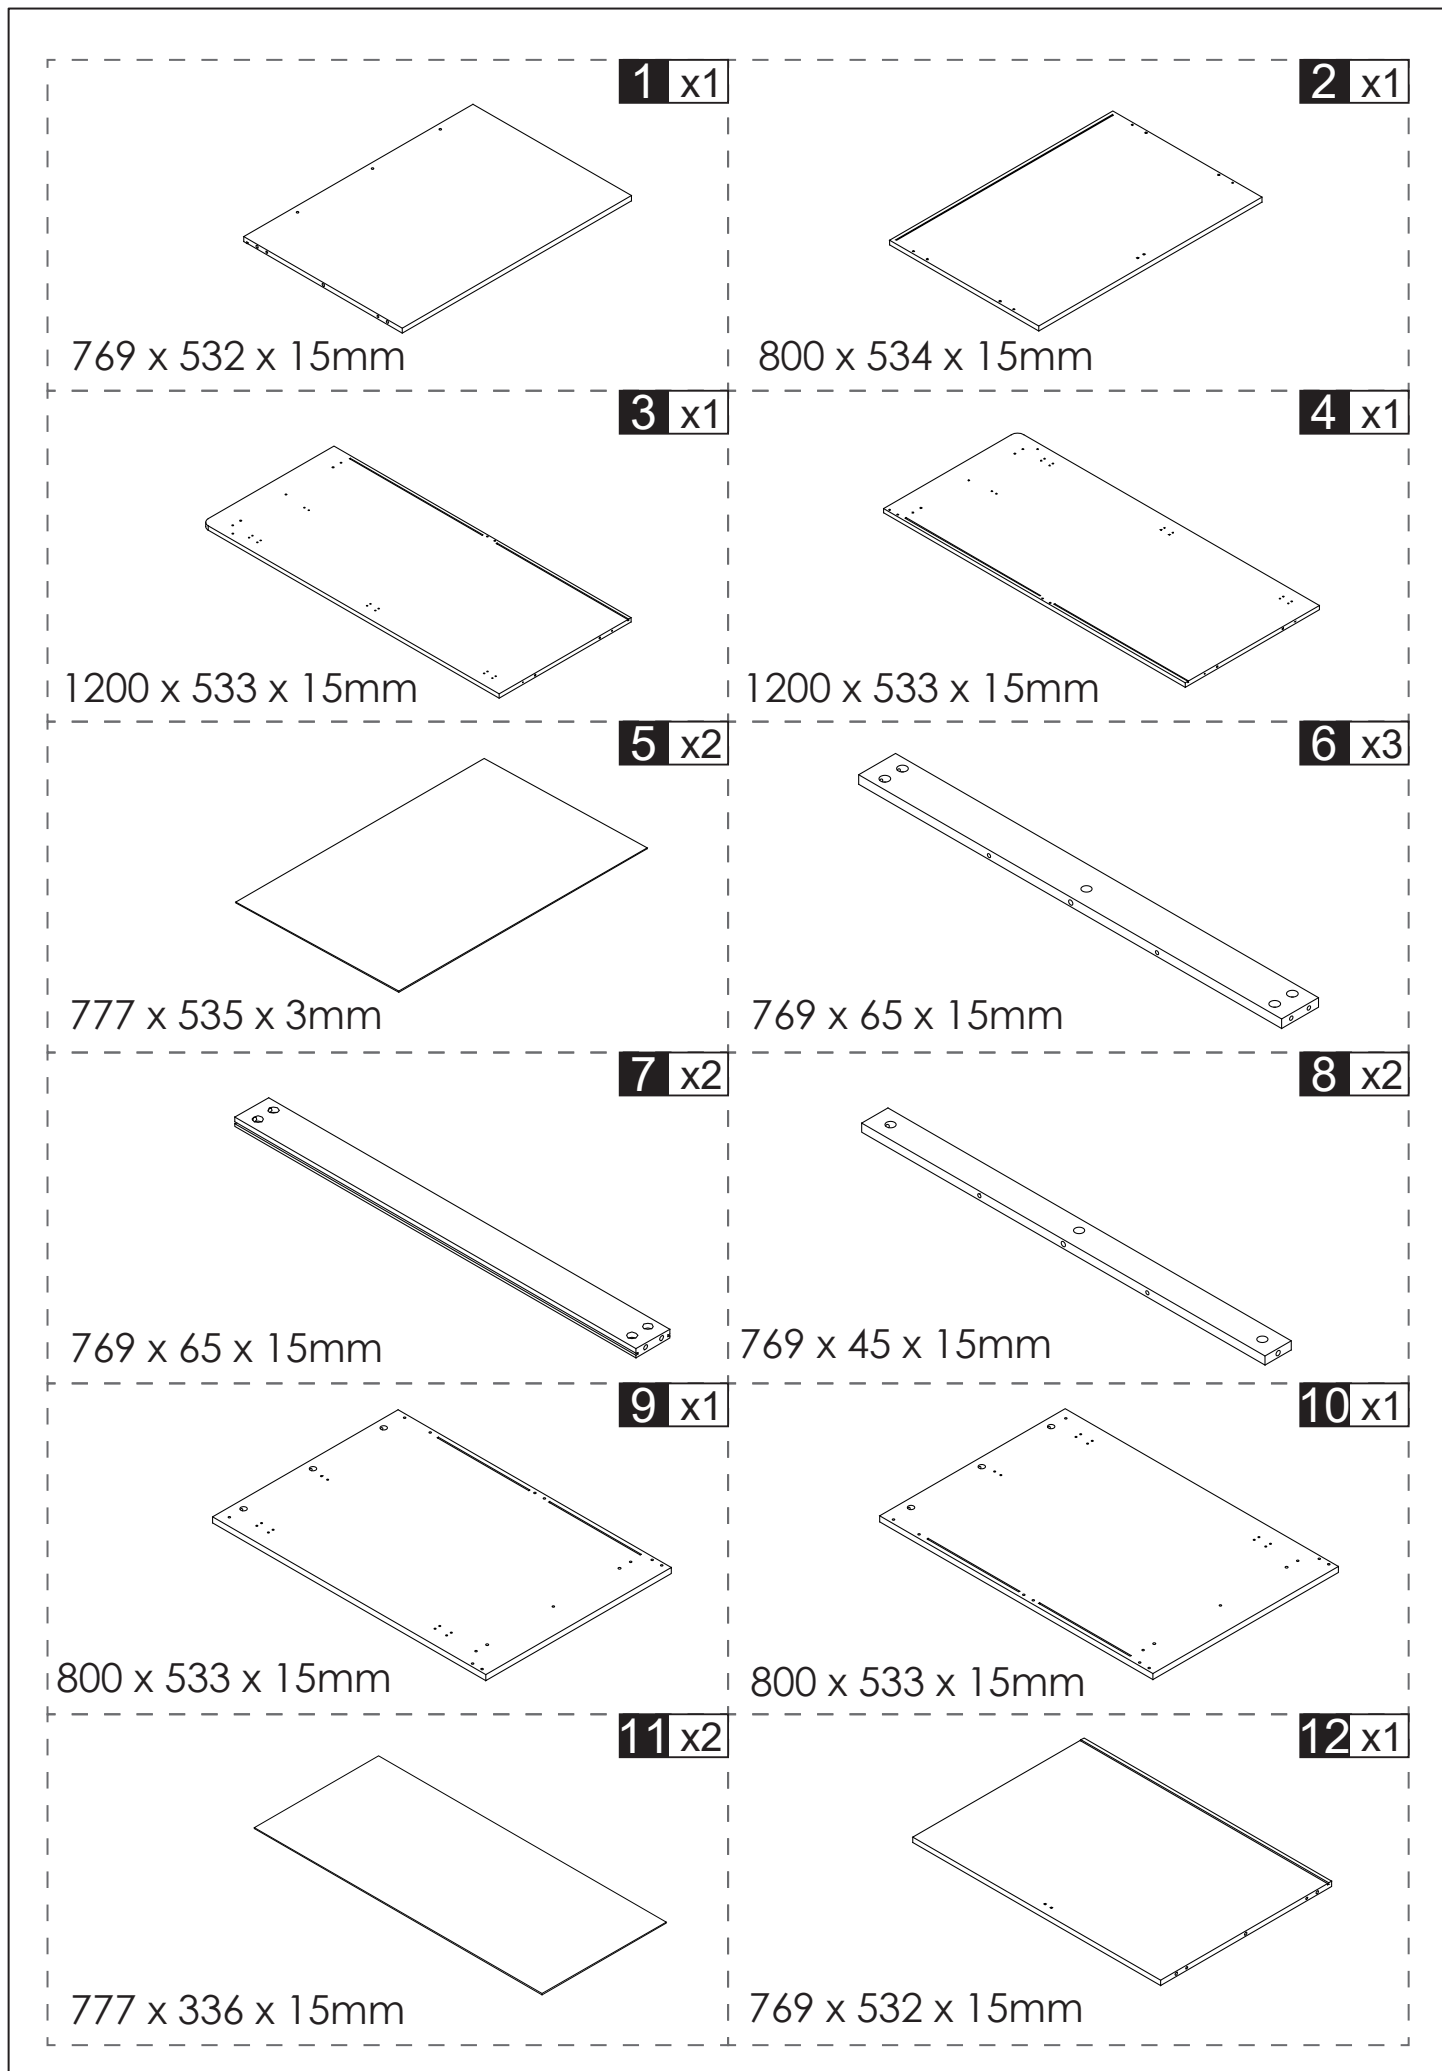 1 x1
769 x 532 x 15mm
2 x1
800 x 534 x 15mm
3 x1
1200 x 533 x 15mm
4 x1
1200 x 533 x 15mm
5 x2
777 x 535 x 3mm
6 x3
769 x 65 x 15mm
7 x2
769 x 65 x 15mm
8 x2
769 x 45 x 15mm
9 x1
800 x 533 x 15mm
10 x1
800 x 533 x 15mm
11 x2
777 x 336 x 15mm
12 x1
769 x 532 x 15mm